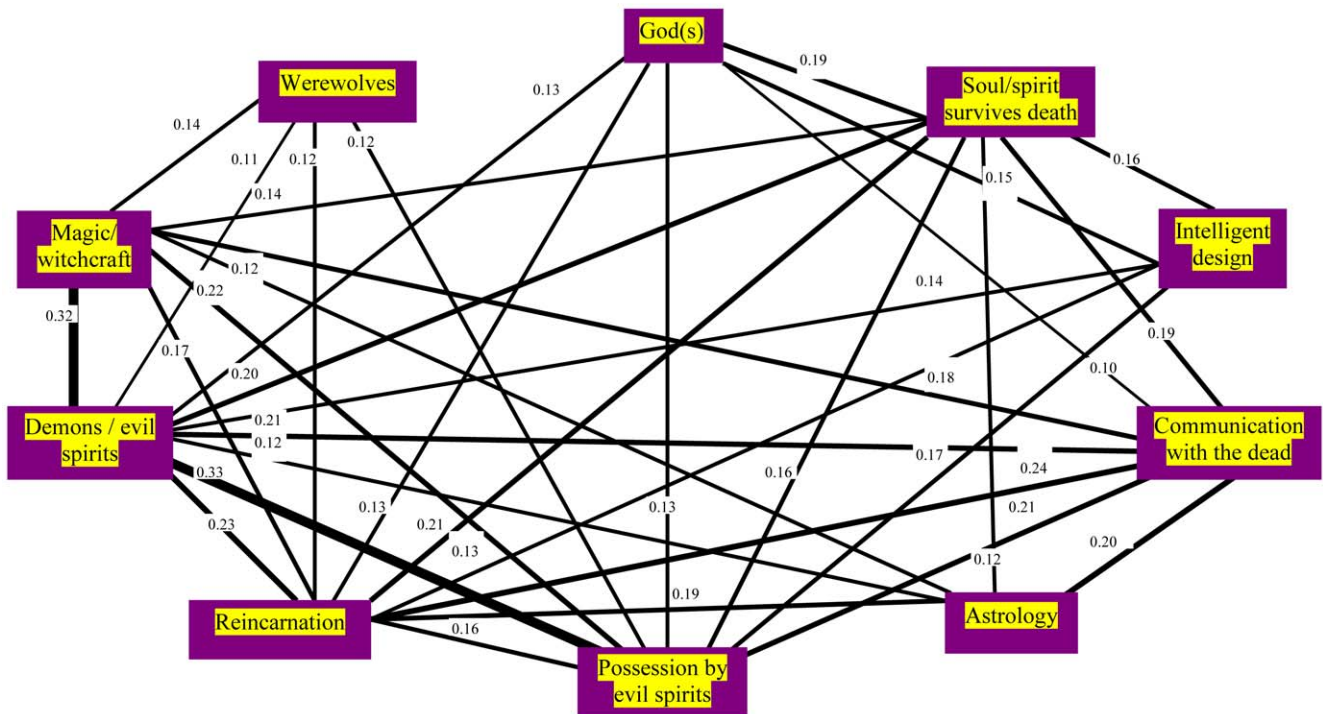 God(s)
Werewolves
0.19
Soul/spirit
survives death
0.13
0.14
0.12
0.11
0.12
0.16
0.15
0.14
Magic/
witchcraft
Intelligent
design
0.12
0.22
0.14
0.32
0.19
0.17
0.20
0.18
0.10
Demons / evil
spirits
0.21
0.12
Communication
with the dead
0.17
0.33
0.16
0.24
0.13
0.13
0.21
0.23
0.21
0.13
0.12
0.20
0.19
Reincarnation
Astrology
0.16
Possession by
evil spirits